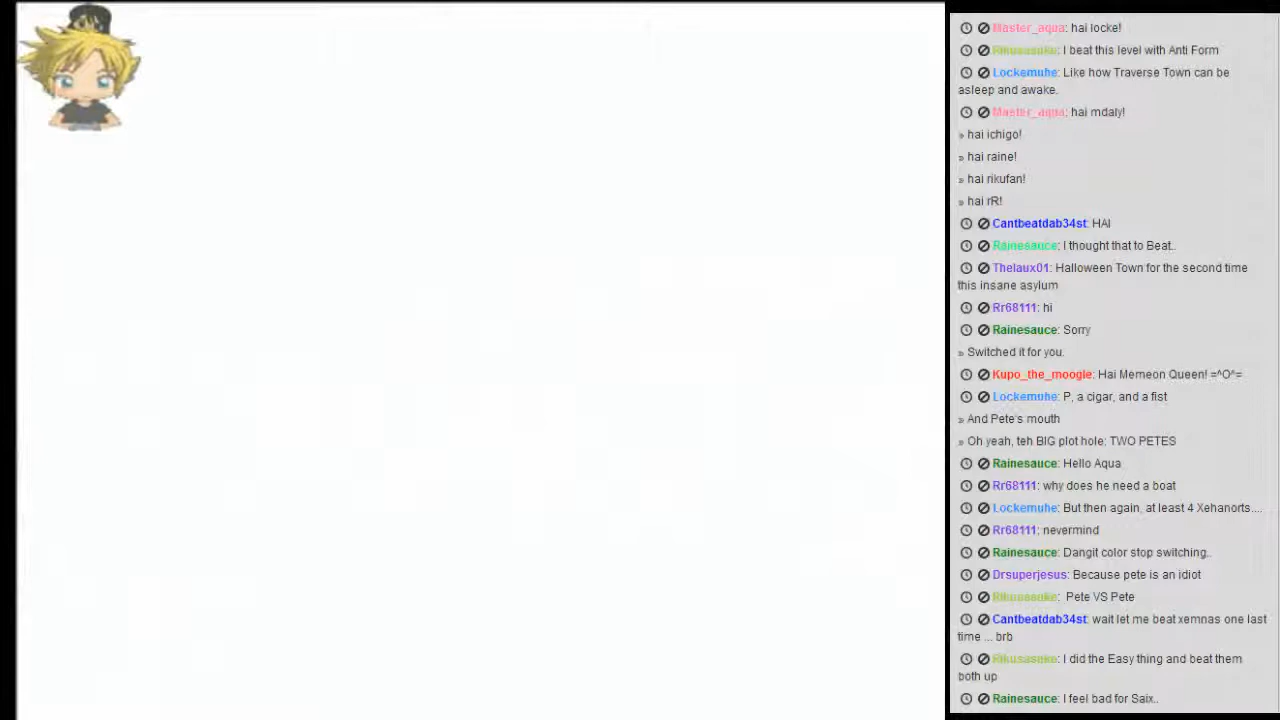 Master_aqua: hai locke!
Rikusasuke: I beat this level with Anti Form
Lockemuhe: Like how Traverse Town can be
asleep and awake.
Master_aqua: hai mdaly!
» hai ichigo!
» hai raine!
» hai rikufan!
» hai rR!
Cantbeatdab34st: HAI
Rainesauce: I thought that to Beat..
Thelaux01: Halloween Town for the second time
this insane asylum
Rr68111: hi
Rainesauce: Sorry
» Switched it for you.
Kupo_the_moogle: Hai Memeon Queen! =^O^=
Lockemuhe: P, a cigar, and a fist
» And Pete's mouth
» Oh yeah, teh BIG plot hole: TWO PETES
Rainesauce: Hello Aqua
Rr68111: why does he need a boat
Lockemuhe: But then again, at least 4 Xehanorts....
Rr68111: nevermind
Rainesauce: Dangit color stop switching..
Drsuperjesus: Because pete is an idiot
Rikusasuke: Pete VS Pete
Cantbeatdab34st: wait let me beat xemnas one last
time ... brb
Rikusasuke: I did the Easy thing and beat them
both up
Rainesauce: I feel bad for Saix..